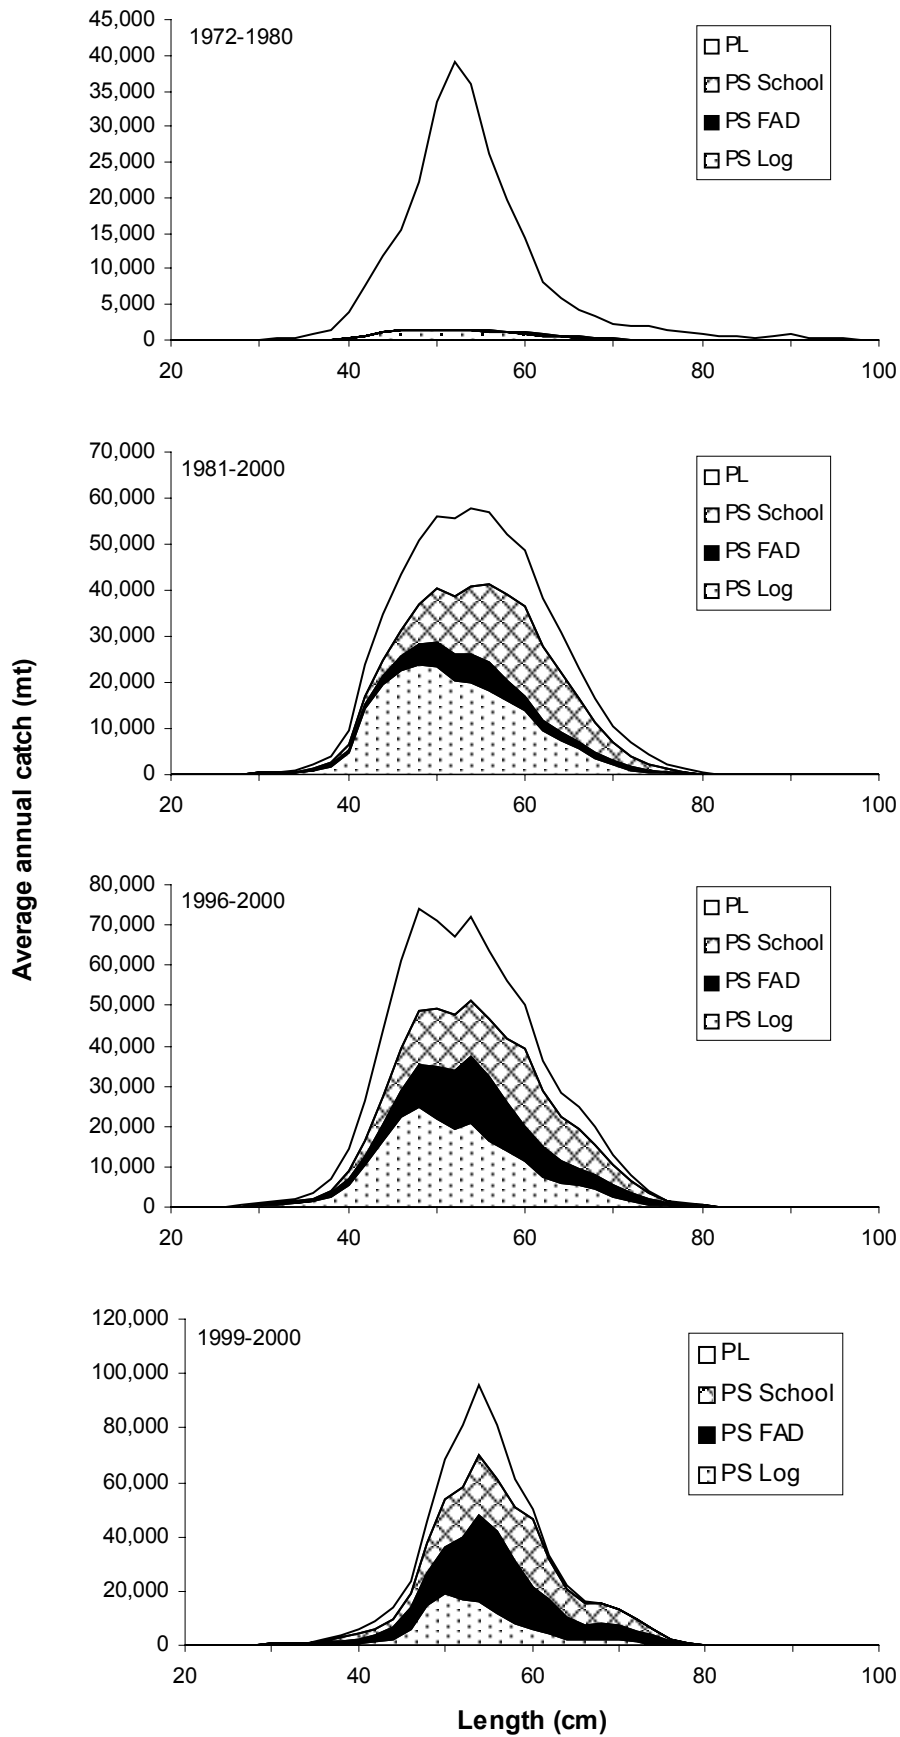 45,000
40,000
35,000
30,000
25,000
20,000
15,000
10,000
5,000
0
1972-1980
PL
PS School
PS FAD
PS Log
20 40 60 80 100
70,000
60,000
50,000
40,000
30,000
20,000
10,000
0
1981-2000
PL
PS School
PS FAD
PS Log
20 40 60 80 100
Average annual catch (mt)
80,000
70,000
60,000
50,000
40,000
30,000
20,000
10,000
0
1996-2000
PL
PS School
PS FAD
PS Log
20 40 60 80 100
120,000
100,000
80,000
60,000
40,000
20,000
0
1999-2000
PL
PS School
PS FAD
PS Log
20 40 60 80 100
Length (cm)